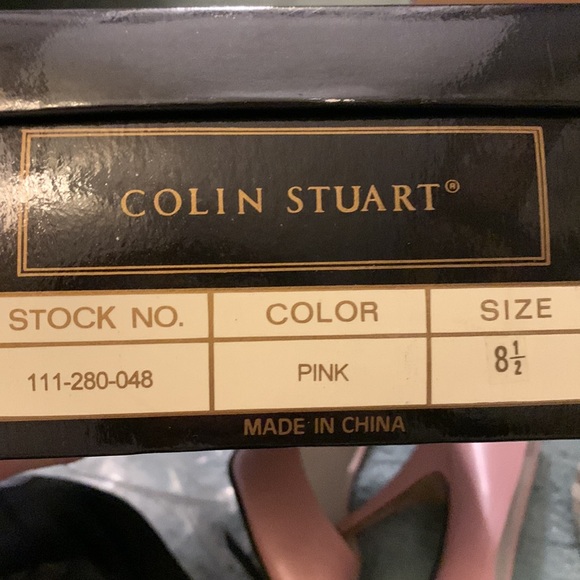 COLIN STUART®
STOCK NO. COLOR SIZE
111-280-048 PINK 8½
MADE IN CHINA